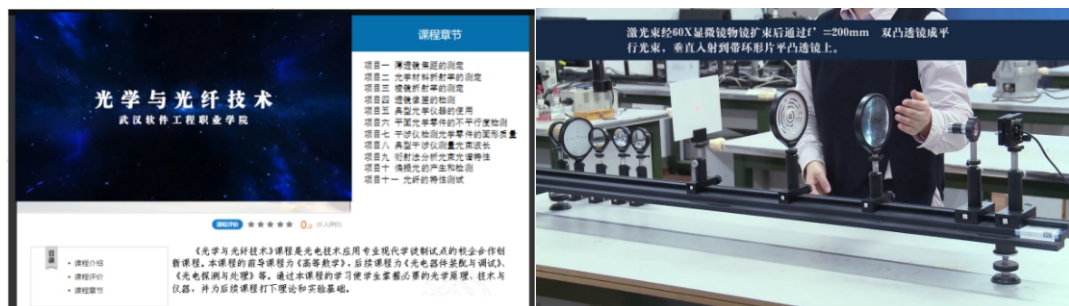 光学与光纤技术
武汉软件工程职业学院
课程章节
项目一 薄透镜焦距的测定
项目二 光学材料折射率的测定
项目三 棱镜折射率的测定
项目四 透镜像差的检测
项目五 典型光学仪器的使用
项目六 平面光学零件的不平行度检测
项目七 干涉仪检测光学零件的面形质量
项目八 典型干涉仪测量光束波长
项目九 衍射法分析光束光谱特性
项目十 偏振光的产生和检测
项目十一 光纤的特性测试
课程评价
目录
• 课程介绍
• 课程评价
• 课程章节
《光学与光纤技术》课程是光电技术应用专业现代学徒制试点的校企合作创
新课程。本课程的前导课程为《高等数学》,后续课程为《光电器件装配与调试》、
《光电探测与处理》等。通过本课程的学习使学生掌握必要的光学原理、技术与
仪器,并为后续课程打下理论和实验基础。
激光束经60X显微镜物镜扩束后通过f'=200mm 双凸透镜成平
行光束,垂直入射到带环形片平凸透镜上。